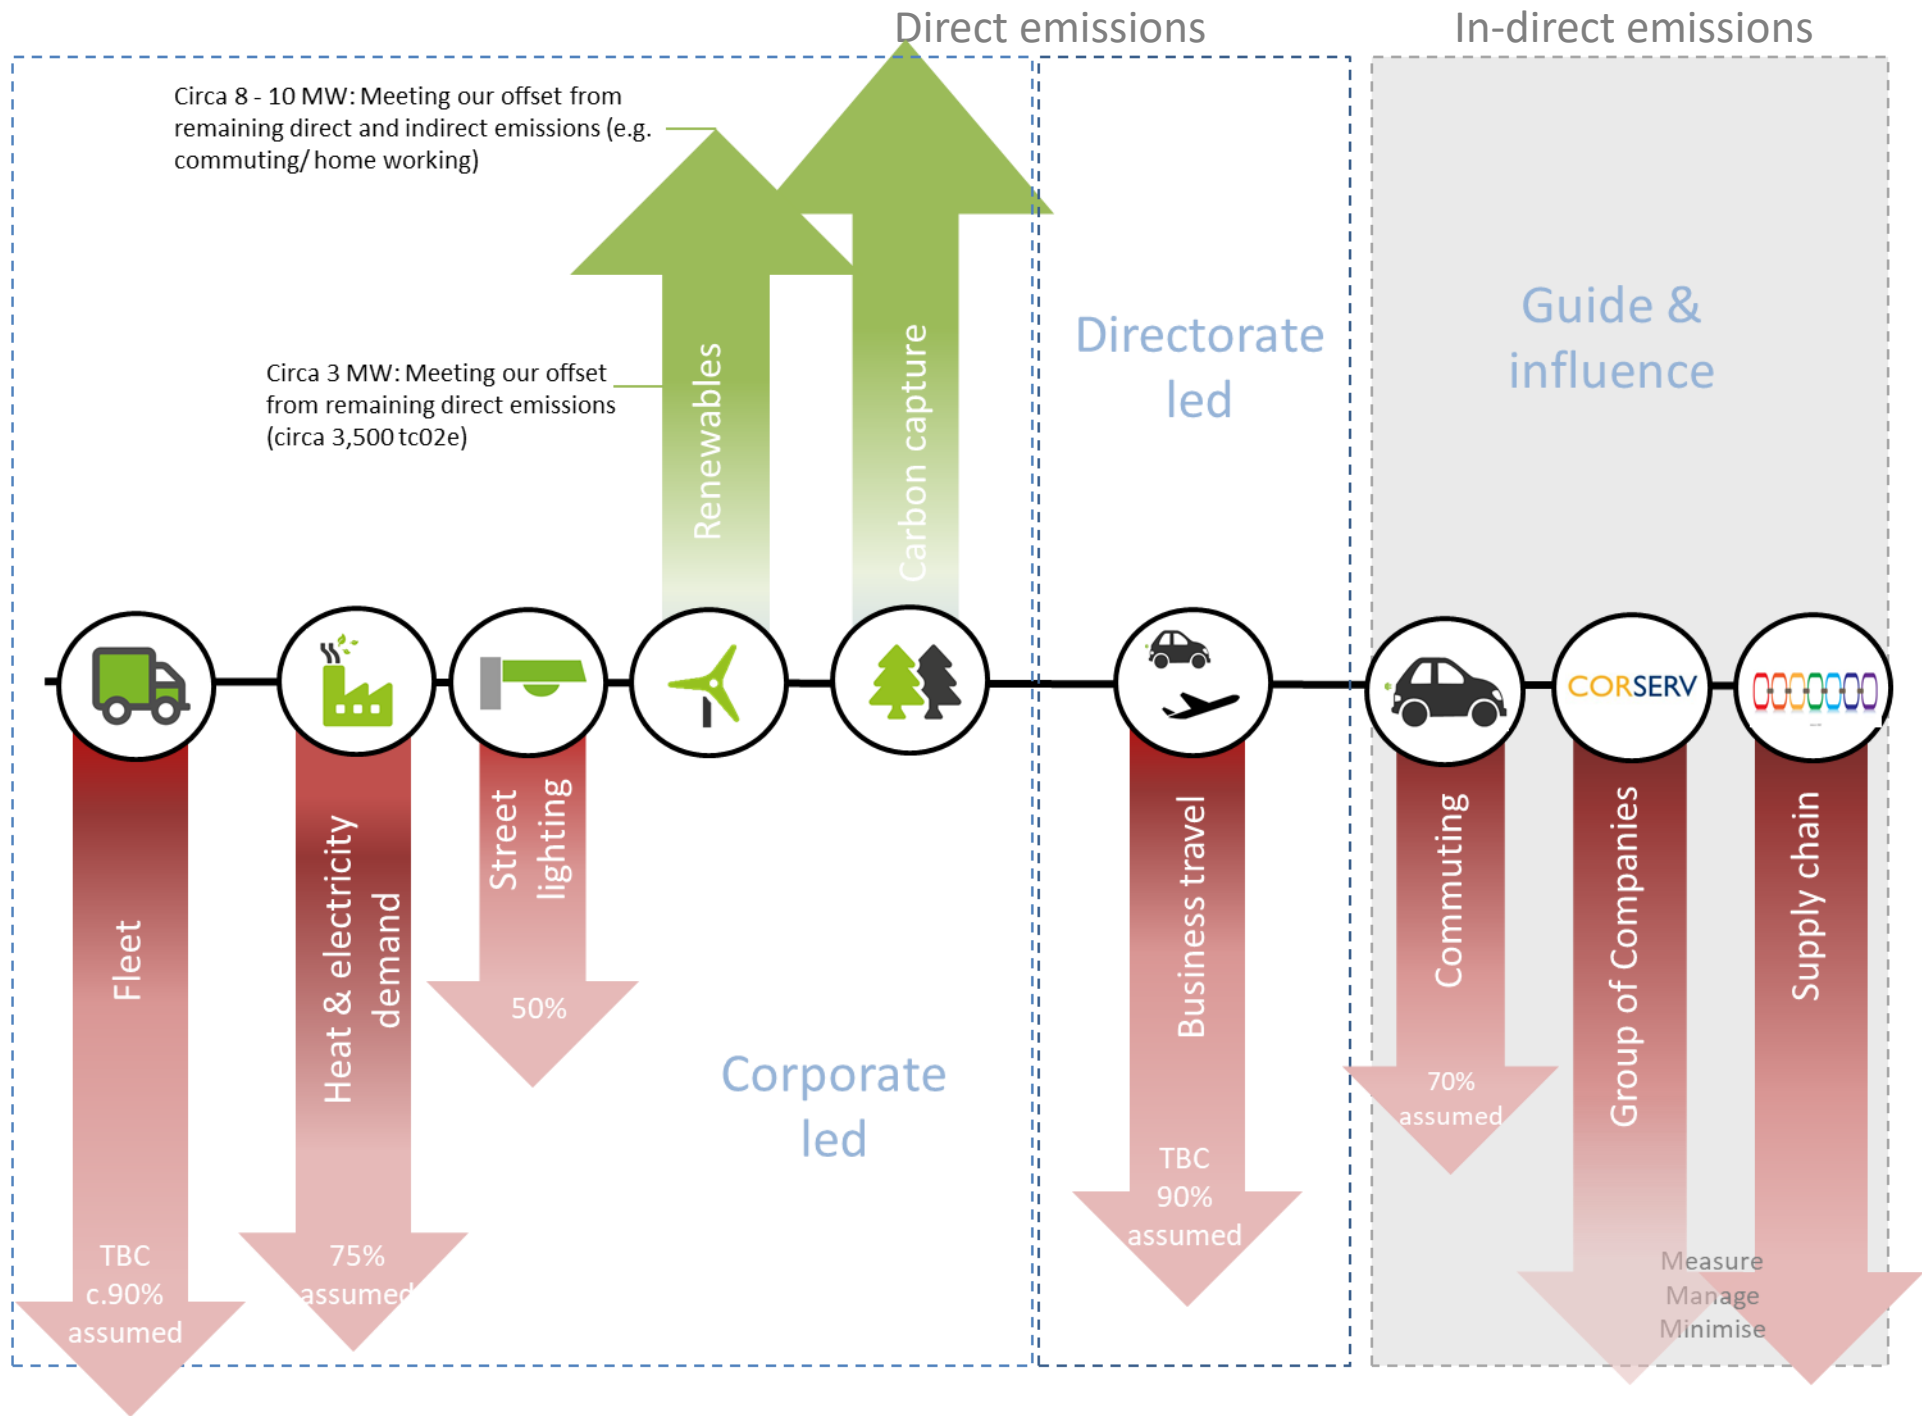 Direct emissions
In-direct emissions
Circa 8 - 10 MW: Meeting our offset from
remaining direct and indirect emissions (e.g.
commuting/ home working)
Circa 3 MW: Meeting our offset
from remaining direct emissions
(circa 3,500 tc02e)
Renewables
Carbon capture
Directorate
led
Guide &
influence
CORSERV
Fleet
TBC
c.90%
assumed
Heat & electricity
demand
75%
assumed
Street
lighting
50%
Corporate
led
Business travel
TBC
90%
assumed
Commuting
70%
assumed
Group of Companies
Supply chain
Measure
Manage
Minimise